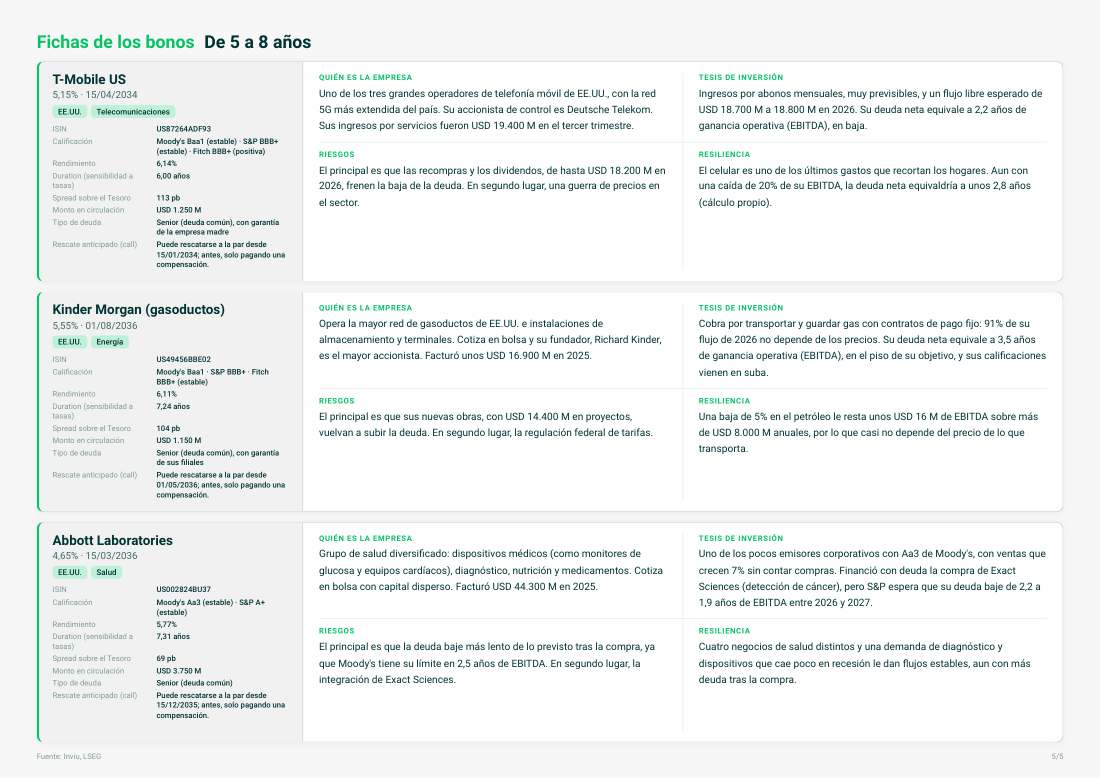 Fichas de los bonos De 5 a 8 años
T-Mobile US
5,15% · 15/04/2034
EE.UU. Telecomunicaciones
ISIN US87264ADF93
Calificación Moody's Baa1 (estable) · S&P BBB+
(estable) · Fitch BBB+ (positiva)
Rendimiento 6,14%
Duration (sensibilidad a 6,00 años
tasas)
Spread sobre el Tesoro 113 pb
Monto en circulación USD 1.250 M
Tipo de deuda Senior (deuda común), con garantía
de la empresa madre
Rescate anticipado (call) Puede rescatarse a la par desde
15/01/2034; antes, solo pagando una
compensación.
QUIÉN ES LA EMPRESA
Uno de los tres grandes operadores de telefonía móvil de EE.UU., con la red
5G más extendida del país. Su accionista de control es Deutsche Telekom.
Sus ingresos por servicios fueron USD 19.400 M en el tercer trimestre.
TESIS DE INVERSIÓN
Ingresos por abonos mensuales, muy previsibles, y un flujo libre esperado de
USD 18.700 M a 18.800 M en 2026. Su deuda neta equivale a 2,2 años de
ganancia operativa (EBITDA), en baja.
RIESGOS
El principal es que las recompras y los dividendos, de hasta USD 18.200 M en
2026, frenen la baja de la deuda. En segundo lugar, una guerra de precios en
el sector.
RESILIENCIA
El celular es uno de los últimos gastos que recortan los hogares. Aun con
una caída de 20% de su EBITDA, la deuda neta equivaldría a unos 2,8 años
(cálculo propio).
Kinder Morgan (gasoductos)
5,55% · 01/08/2036
EE.UU. Energía
ISIN US49456BBE02
Calificación Moody's Baa1 · S&P BBB+ · Fitch
BBB+ (estable)
Rendimiento 6,11%
Duration (sensibilidad a 7,24 años
tasas)
Spread sobre el Tesoro 104 pb
Monto en circulación USD 1.150 M
Tipo de deuda Senior (deuda común), con garantía
de sus filiales
Rescate anticipado (call) Puede rescatarse a la par desde
01/05/2036; antes, solo pagando una
compensación.
QUIÉN ES LA EMPRESA
Opera la mayor red de gasoductos de EE.UU. e instalaciones de
almacenamiento y terminales. Cotiza en bolsa y su fundador, Richard Kinder,
es el mayor accionista. Facturó unos USD 16.900 M en 2025.
TESIS DE INVERSIÓN
Cobra por transportar y guardar gas con contratos de pago fijo: 91% de su
flujo de 2026 no depende de los precios. Su deuda neta equivale a 3,5 años
de ganancia operativa (EBITDA), en el piso de su objetivo, y sus calificaciones
vienen en suba.
RIESGOS
El principal es que sus nuevas obras, con USD 14.400 M en proyectos,
vuelvan a subir la deuda. En segundo lugar, la regulación federal de tarifas.
RESILIENCIA
Una baja de 5% en el petróleo le resta unos USD 16 M de EBITDA sobre más
de USD 8.000 M anuales, por lo que casi no depende del precio de lo que
transporta.
Abbott Laboratories
4,65% · 15/03/2036
EE.UU. Salud
ISIN US002824BU37
Calificación Moody's Aa3 (estable) · S&P A+
(estable)
Rendimiento 5,77%
Duration (sensibilidad a 7,31 años
tasas)
Spread sobre el Tesoro 69 pb
Monto en circulación USD 3.750 M
Tipo de deuda Senior (deuda común)
Rescate anticipado (call) Puede rescatarse a la par desde
15/12/2035; antes, solo pagando una
compensación.
QUIÉN ES LA EMPRESA
Grupo de salud diversificado: dispositivos médicos (como monitores de
glucosa y equipos cardíacos), diagnóstico, nutrición y medicamentos. Cotiza
en bolsa con capital disperso. Facturó USD 44.300 M en 2025.
TESIS DE INVERSIÓN
Uno de los pocos emisores corporativos con Aa3 de Moody's, con ventas que
crecen 7% sin contar compras. Financió con deuda la compra de Exact
Sciences (detección de cáncer), pero S&P espera que su deuda baje de 2,2 a
1,9 años de EBITDA entre 2026 y 2027.
RIESGOS
El principal es que la deuda baje más lento de lo previsto tras la compra, ya
que Moody's tiene su límite en 2,5 años de EBITDA. En segundo lugar, la
integración de Exact Sciences.
RESILIENCIA
Cuatro negocios de salud distintos y una demanda de diagnóstico y
dispositivos que cae poco en recesión le dan flujos estables, aun con más
deuda tras la compra.
Fuente: Inviu, LSEG 5/5